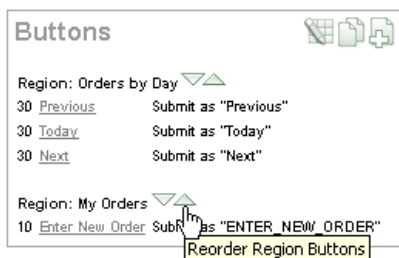 Buttons
Region: Orders by Day
30 Previous Submit as "Previous"
30 Today Submit as "Today"
30 Next Submit as "Next"
Region: My Orders
10 Enter New Order Sub as "ENTER_NEW_ORDER"
Reorder Region Buttons